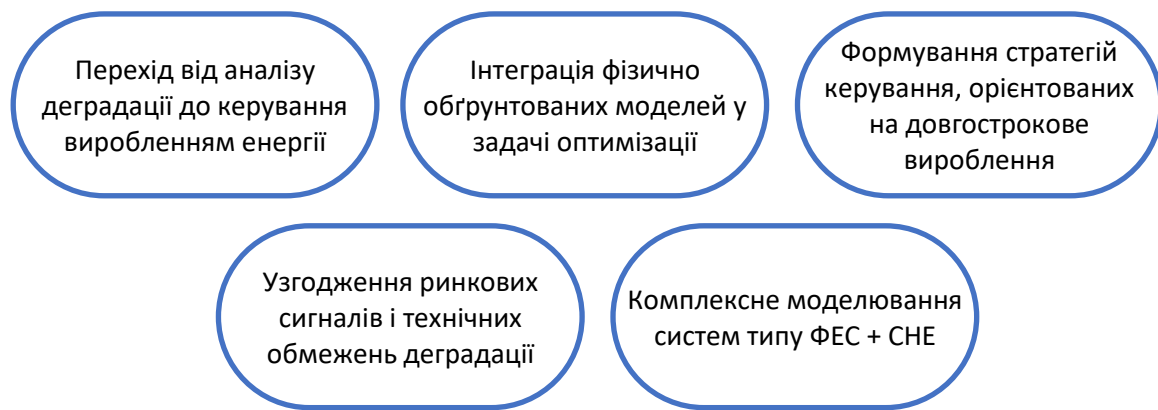 Перехід від аналізу
деградації до керування
виробленням енергії
Інтеграція фізично
обґрунтованих моделей у
задачі оптимізації
Формування стратегій
керування, орієнтованих
на довгострокове
вироблення
Узгодження ринкових
сигналів і технічних
обмежень деградації
Комплексне моделювання
систем типу ФЕС + СНЕ